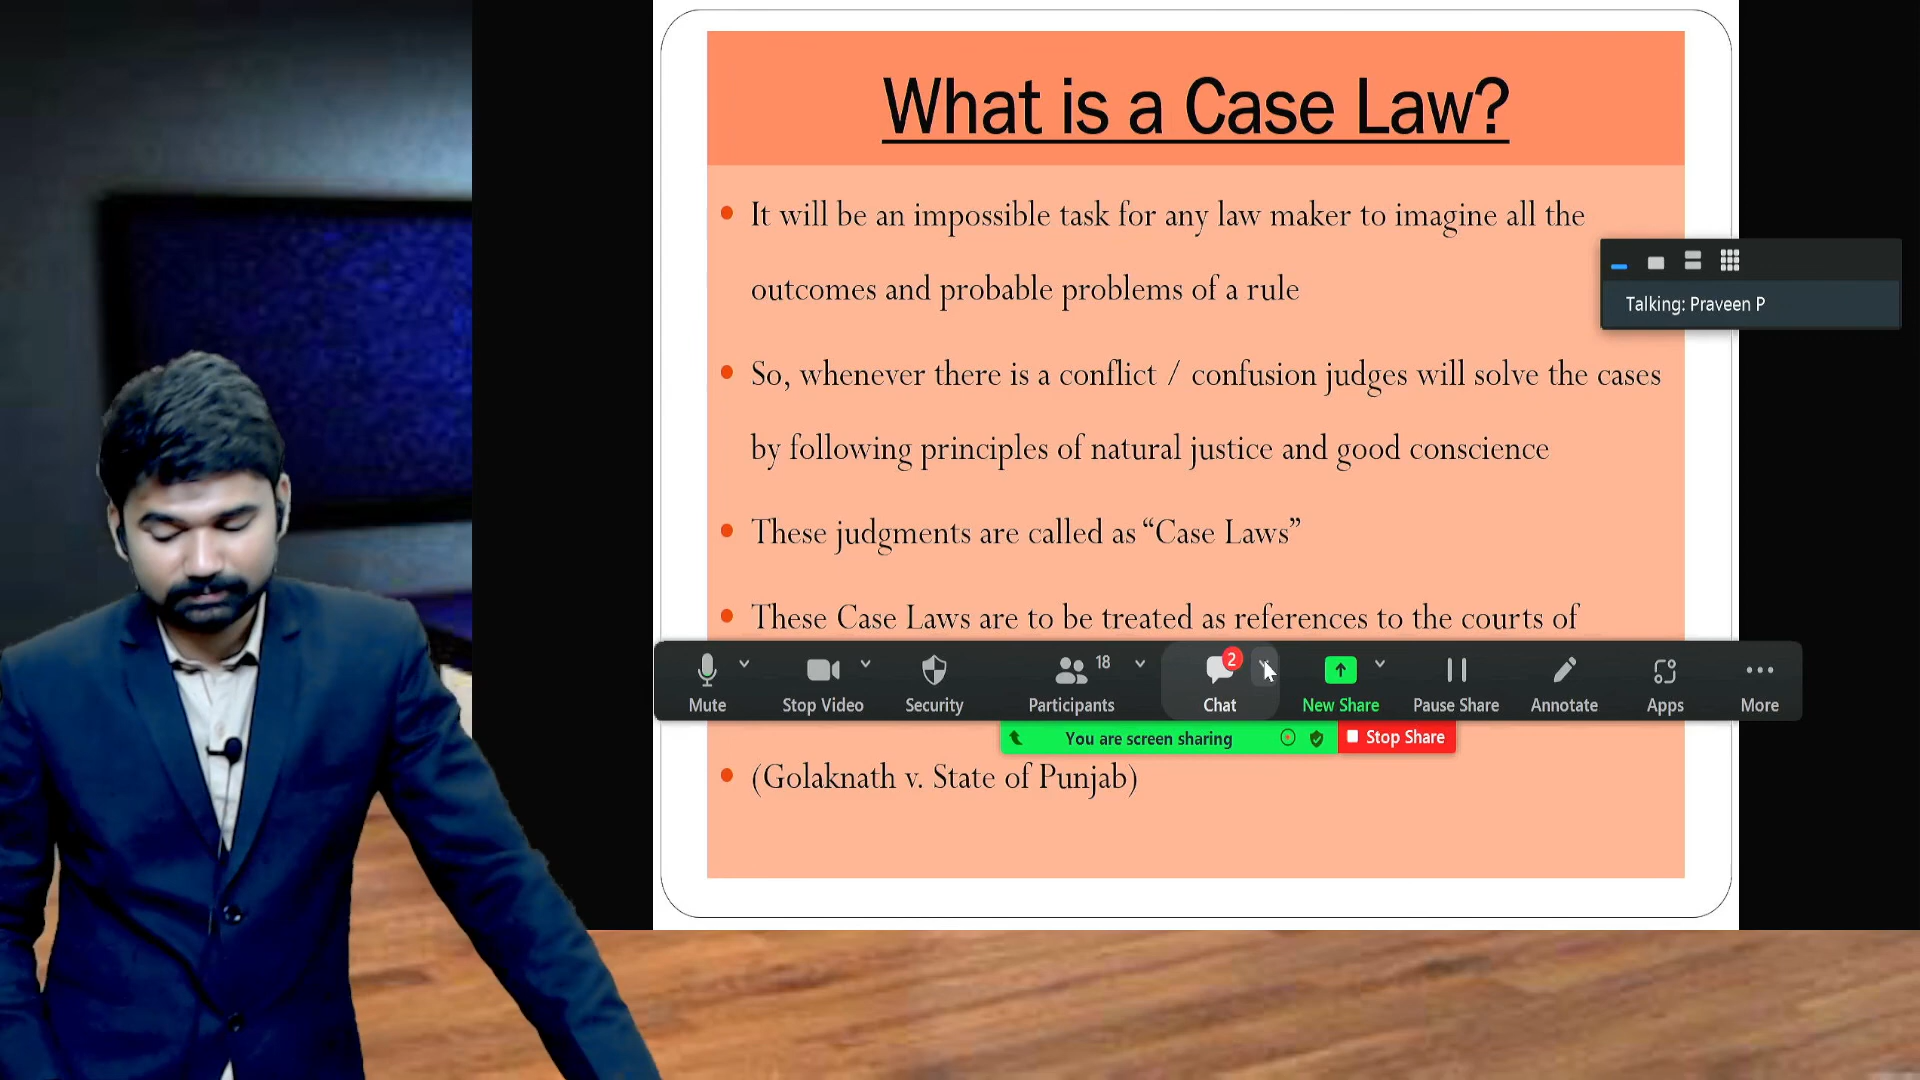 What is a Case Law?
It will be an impossible task for any law maker to imagine all the
outcomes and probable problems of a rule
Talking: Praveen P
So, whenever there is a conflict / confusion judges will solve the cases
by following principles of natural justice and good conscience
These judgments are called as “Case Laws”
These Case Laws are to be treated as references to the courts of
18
2
Mute
Stop Video
Security
Participants
Chat
New Share
Pause Share
Annotate
Apps
More
You are screen sharing
Stop Share
(Golaknath v. State of Punjab)